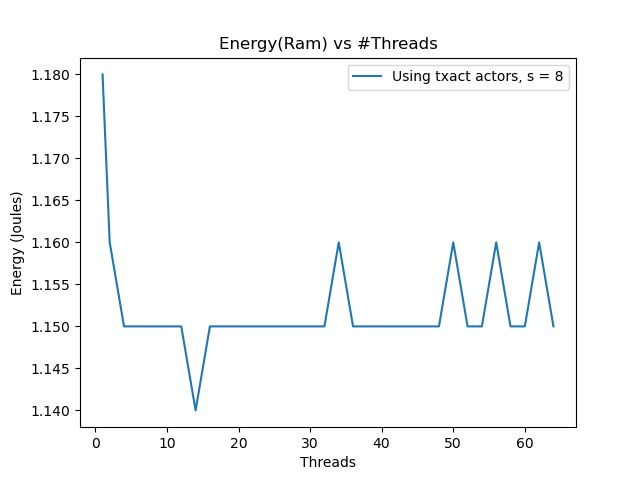 Energy(Ram) vs #Threads
Using txact actors, s = 8
1.180
1.175
1.170
1.165
1.160
1.155
1.150
1.145
1.140
Energy (Joules)
0 10 20 30 40 50 60
Threads